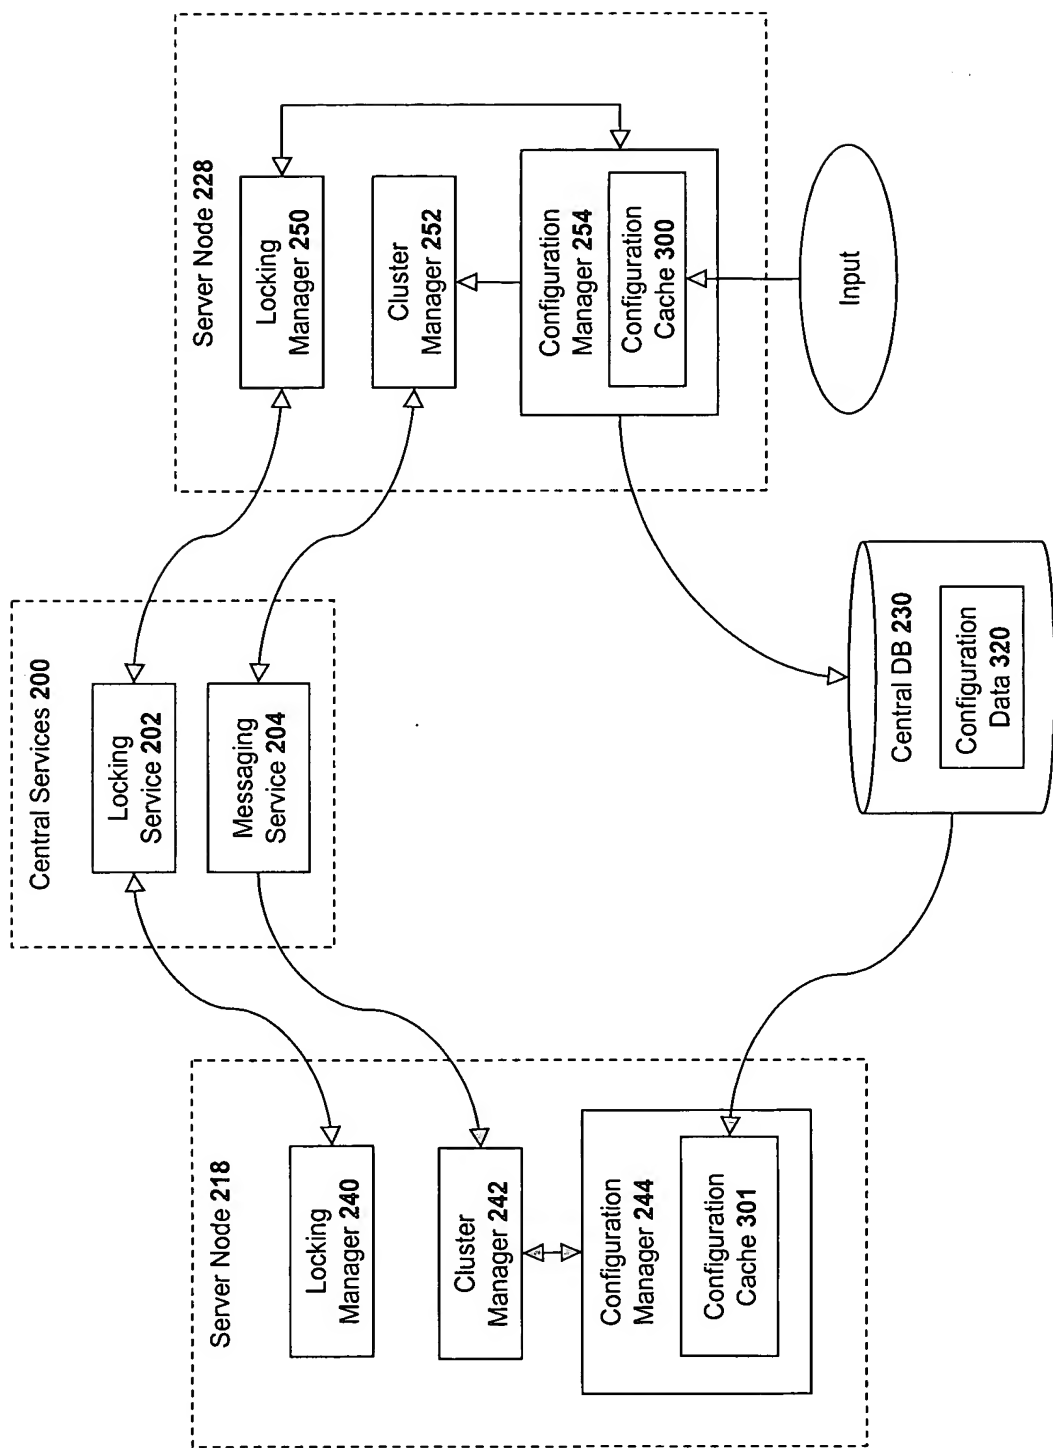 Central Services 200
Locking
Service 202
Messaging
Service 204
Server Node 218
Locking
Manager 240
Cluster
Manager 242
Configuration
Manager 244
Configuration
Cache 301
Server Node 228
Locking
Manager 250
Cluster
Manager 252
Configuration
Manager 254
Configuration
Cache 300
Central DB 230
Configuration
Data 320
Input